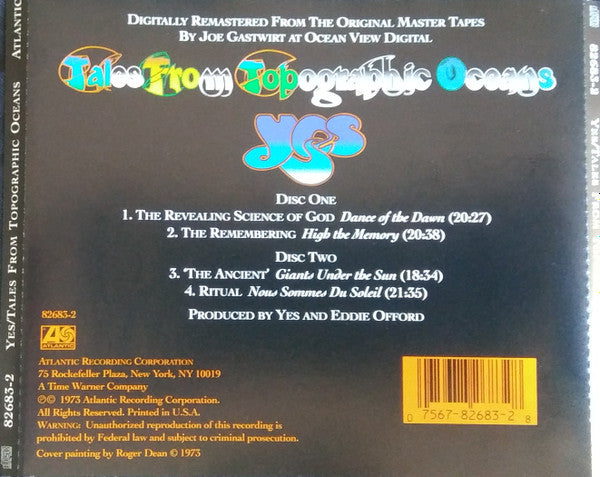 DIGITALLY REMASTERED FROM THE ORIGINAL MASTER TAPES
BY JOE GASTWIRT AT OCEAN VIEW DIGITAL
Tales From Topographic Oceans
yes
DISC ONE
1. THE REVEALING SCIENCE OF GOD Dance of the Dawn (20:27)
2. THE REMEMBERING High the Memory (20:38)
DISC TWO
3. 'THE ANCIENT' Giants Under the Sun (18:34)
4. RITUAL Nous Sommes Du Soleil (21:35)
PRODUCED BY YES AND EDDIE OFFORD
82683-2
ATLANTIC
ATLANTIC RECORDING CORPORATION
75 Rockefeller Plaza, New York, NY 10019
A Time Warner Company
℗© 1973 Atlantic Recording Corporation.
All Rights Reserved. Printed in U.S.A.
WARNING: Unauthorized reproduction of this recording is
prohibited by Federal law and subject to criminal prosecution.
Cover painting by Roger Dean © 1973
0 7567-82683-2 8
82683-2 YES/TALES FROM TOPOGRAPHIC OCEANS ATLANTIC
82683-2 YES/TALES FROM